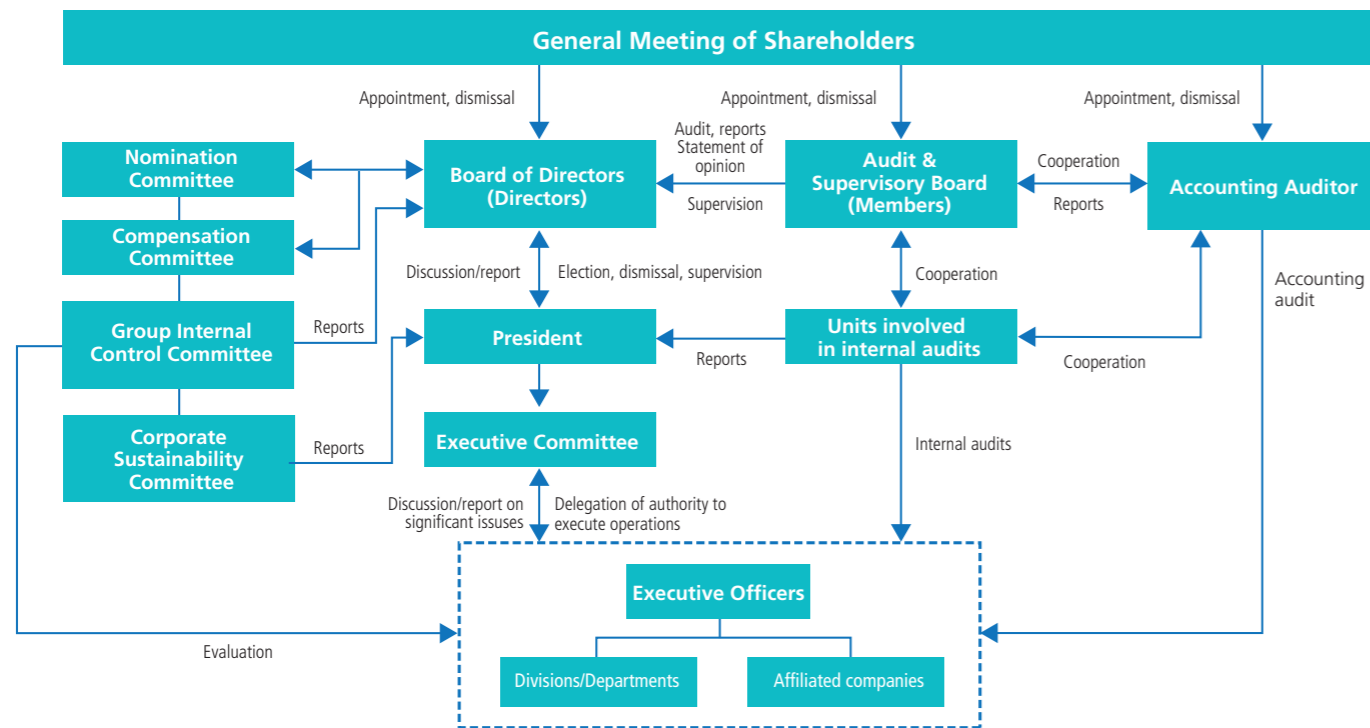 General Meeting of Shareholders
Appointment, dismissal
Appointment, dismissal
Appointment, dismissal
Nomination
Committee
Board of Directors
(Directors)
Audit, reports
Statement of
opinion
Supervision
Audit &
Supervisory Board
(Members)
Cooperation
Reports
Accounting Auditor
Compensation
Committee
Discussion/report
Election, dismissal, supervision
Cooperation
Accounting
audit
Group Internal
Control Committee
Reports
President
Reports
Units involved
in internal audits
Cooperation
Corporate
Sustainability
Committee
Reports
Executive Committee
Internal audits
Discussion/report on
significant issuses
Delegation of authority to
execute operations
Executive Officers
Evaluation
Divisions/Departments
Affiliated companies